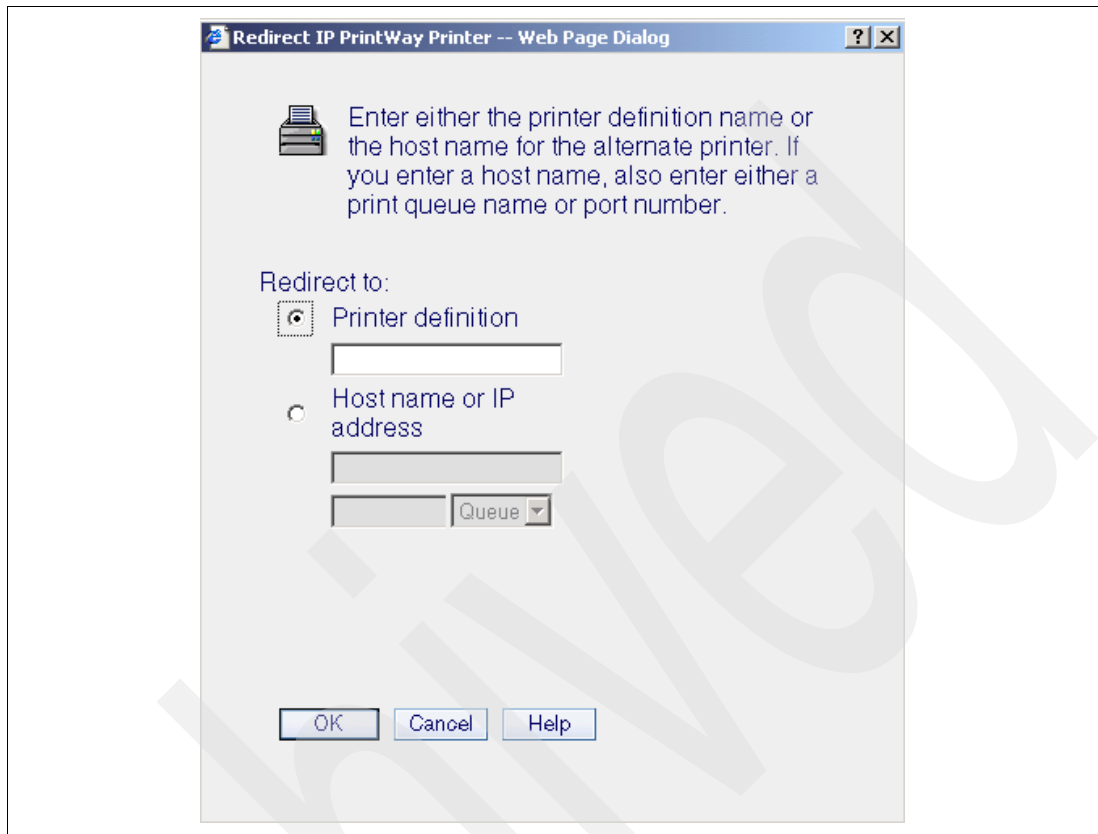 Redirect IP PrintWay Printer -- Web Page Dialog
Enter either the printer definition name or
the host name for the alternate printer. If
you enter a host name, also enter either a
print queue name or port number.
Redirect to:
Printer definition
Host name or IP
address
Queue
OK Cancel Help